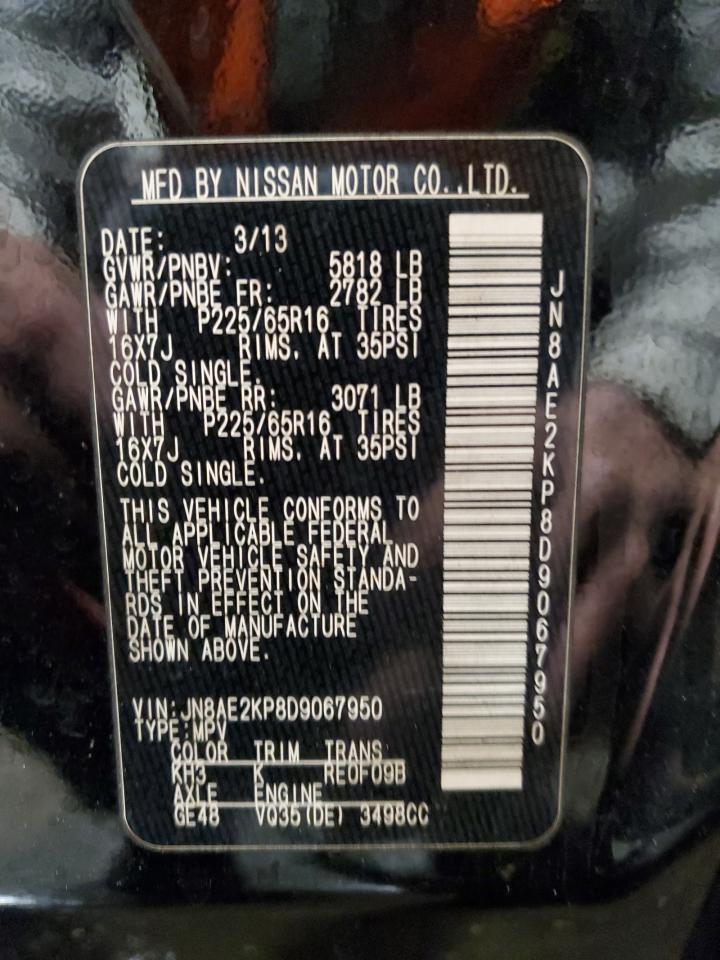 MFD BY NISSAN MOTOR CO.,LTD.
DATE: 3/13
GVWR/PNBV: 5818 LB
GAWR/PNBE FR: 2782 LB
WITH P225/65R16 TIRES
16X7J RIMS. AT 35PSI
COLD SINGLE.
GAWR/PNBE RR: 3071 LB
WITH P225/65R16 TIRES
16X7J RIMS. AT 35PSI
COLD SINGLE.
THIS VEHICLE CONFORMS TO
ALL APPLICABLE FEDERAL
MOTOR VEHICLE SAFETY AND
THEFT PREVENTION STANDA-
RDS IN EFFECT ON THE
DATE OF MANUFACTURE
SHOWN ABOVE.
VIN:JN8AE2KP8D9067950
TYPE:MPV
COLOR TRIM TRANS
KH3 K RE0F09B
AXLE ENGINE
GE48 VQ35(DE) 3498CC
JN8AE2KP8D9067950